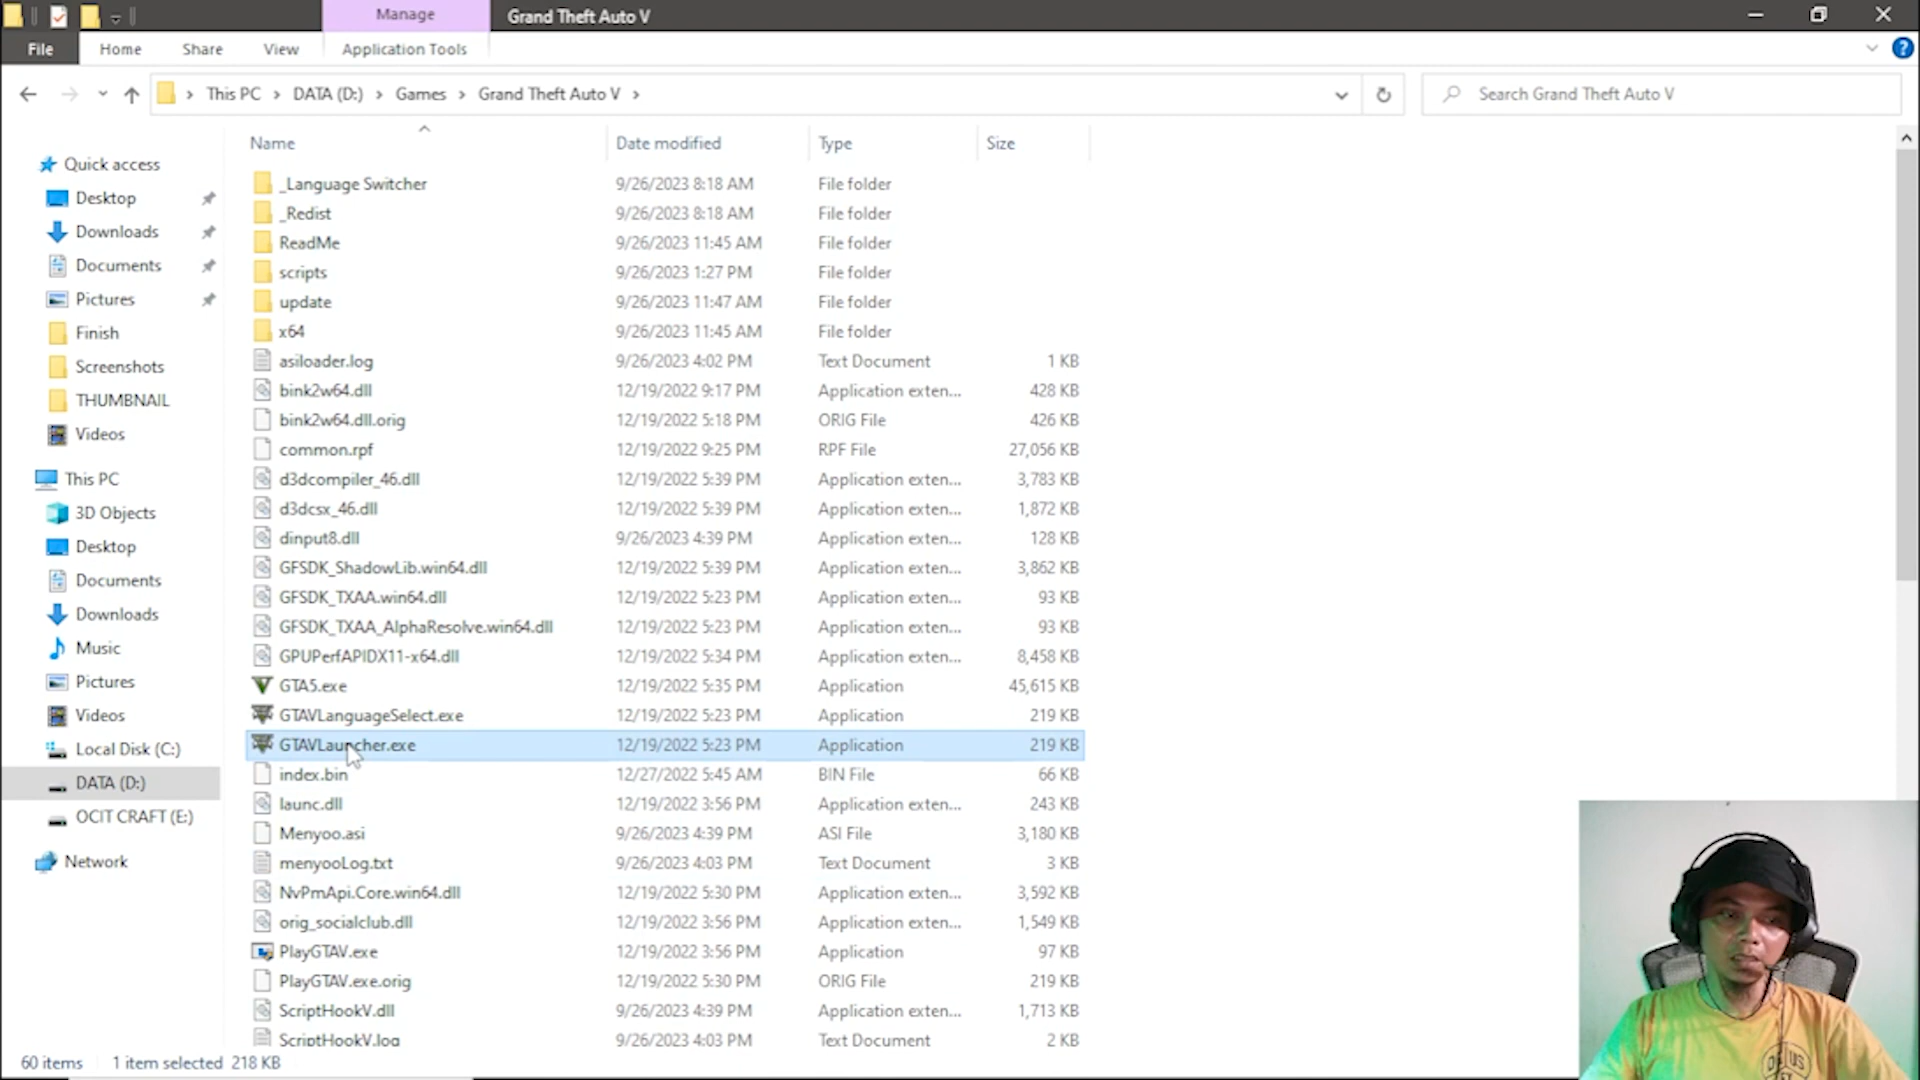 Manage
Grand Theft Auto V
File
Home
Share
View
Application Tools
This PC
DATA (D:)
Games
Grand Theft Auto V
Search Grand Theft Auto V
Name
Date modified
Type
Size
Quick access
Desktop
Downloads
Documents
Pictures
Finish
Screenshots
THUMBNAIL
Videos
This PC
3D Objects
Desktop
Documents
Downloads
Music
Pictures
Videos
Local Disk (C:)
DATA (D:)
OCIT CRAFT (E:)
Network
_Language Switcher 9/26/2023 8:18 AM File folder
_Redist 9/26/2023 8:18 AM File folder
ReadMe 9/26/2023 11:45 AM File folder
scripts 9/26/2023 1:27 PM File folder
update 9/26/2023 11:47 AM File folder
x64 9/26/2023 11:45 AM File folder
asiloader.log 9/26/2023 4:02 PM Text Document 1 KB
bink2w64.dll 12/19/2022 9:17 PM Application exten... 428 KB
bink2w64.dll.orig 12/19/2022 5:18 PM ORIG File 426 KB
common.rpf 12/19/2022 9:25 PM RPF File 27,056 KB
d3dcompiler_46.dll 12/19/2022 5:39 PM Application exten... 3,783 KB
d3dcsx_46.dll 12/19/2022 5:39 PM Application exten... 1,872 KB
dinput8.dll 9/26/2023 4:39 PM Application exten... 128 KB
GFSDK_ShadowLib.win64.dll 12/19/2022 5:39 PM Application exten... 3,862 KB
GFSDK_TXAA.win64.dll 12/19/2022 5:23 PM Application exten... 93 KB
GFSDK_TXAA_AlphaResolve.win64.dll 12/19/2022 5:23 PM Application exten... 93 KB
GPUPerfAPIDX11-x64.dll 12/19/2022 5:34 PM Application exten... 8,458 KB
GTA5.exe 12/19/2022 5:35 PM Application 45,615 KB
GTAVLanguageSelect.exe 12/19/2022 5:23 PM Application 219 KB
GTAVLauncher.exe 12/19/2022 5:23 PM Application 219 KB
index.bin 12/27/2022 5:45 AM BIN File 66 KB
launc.dll 12/19/2022 3:56 PM Application exten... 243 KB
Menyoo.asi 9/26/2023 4:39 PM ASI File 3,180 KB
menyooLog.txt 9/26/2023 4:03 PM Text Document 3 KB
NvPmApi.Core.win64.dll 12/19/2022 5:30 PM Application exten... 3,592 KB
orig_socialclub.dll 12/19/2022 3:56 PM Application exten... 1,549 KB
PlayGTAV.exe 12/19/2022 3:56 PM Application 97 KB
PlayGTAV.exe.orig 12/19/2022 5:30 PM ORIG File 219 KB
ScriptHookV.dll 9/26/2023 4:39 PM Application exten... 1,713 KB
ScriptHookV.log 9/26/2023 4:03 PM Text Document 2 KB
60 items 1 item selected 218 KB